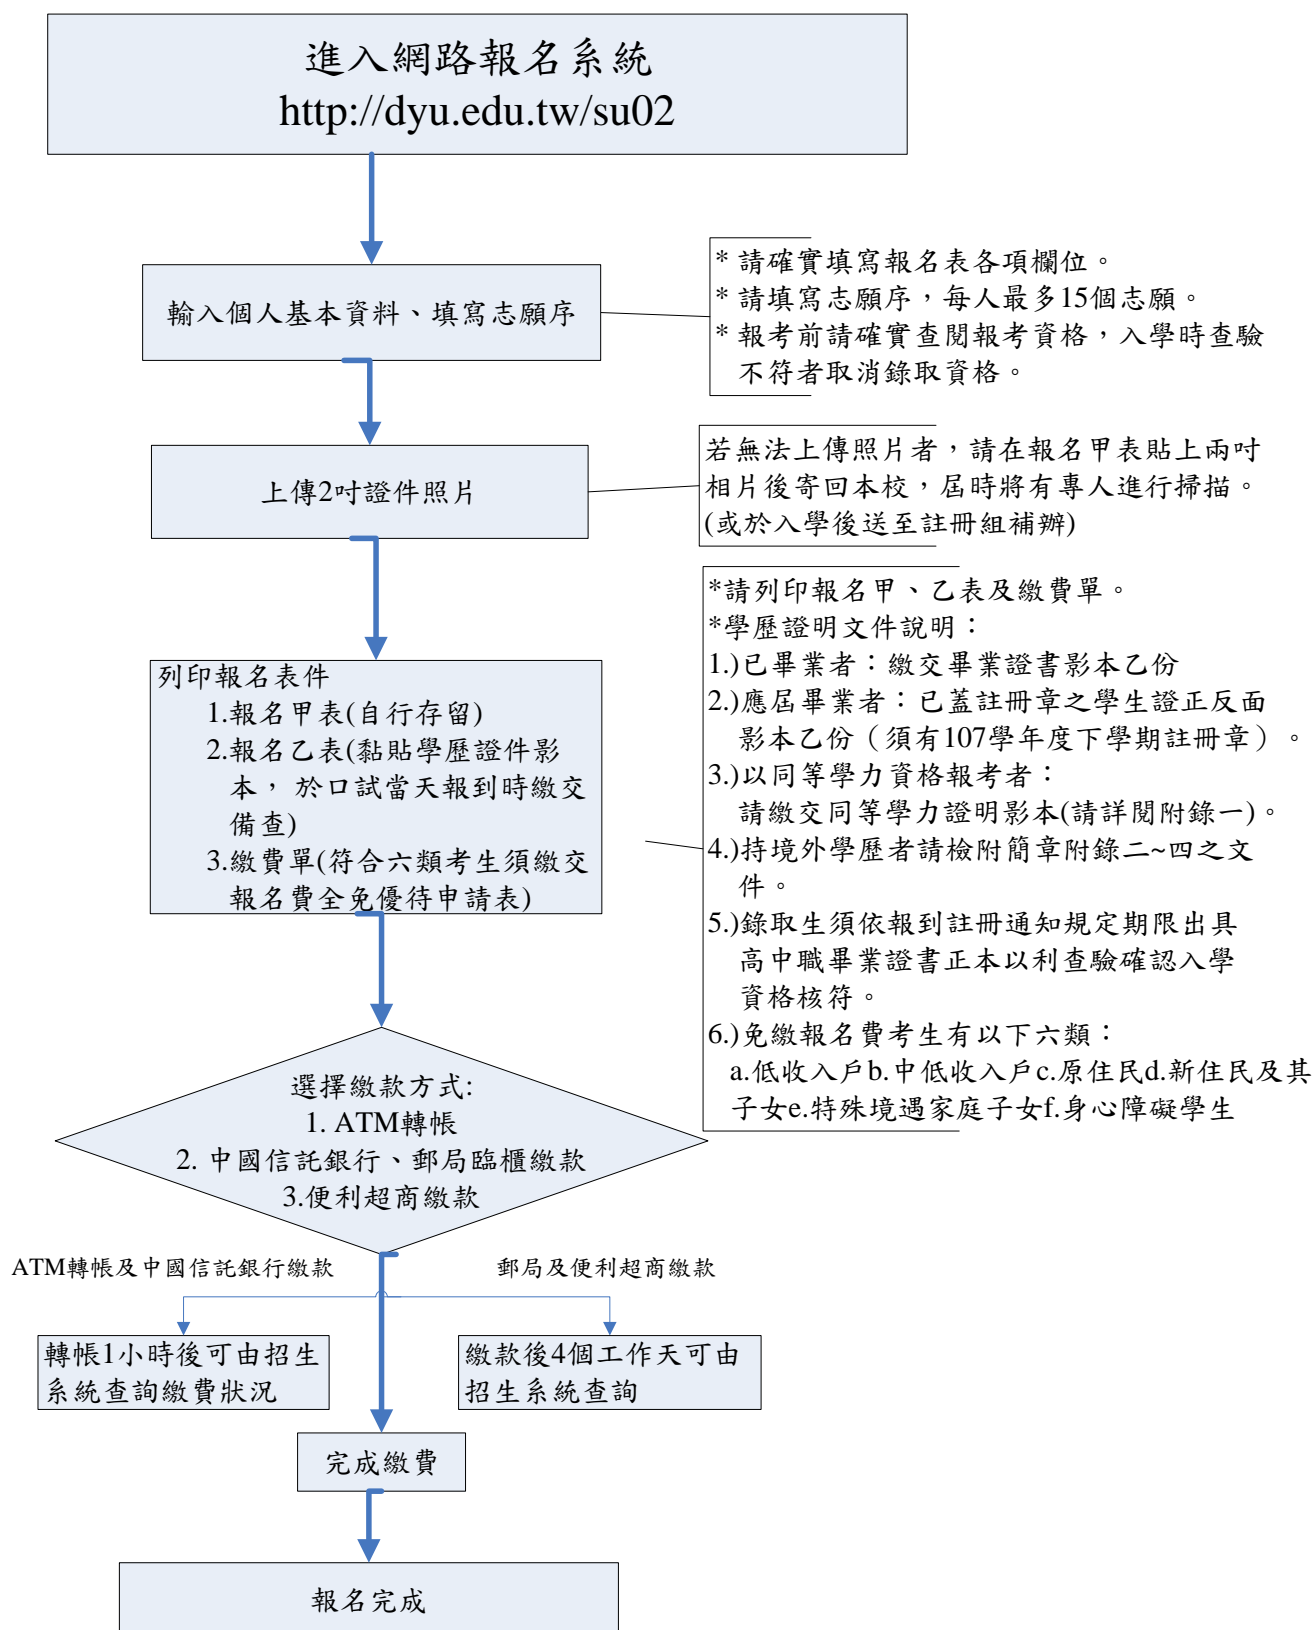 進入網路報名系統
http://dyu.edu.tw/su02
輸入個人基本資料、填寫志願序
* 請確實填寫報名表各項欄位。
* 請填寫志願序，每人最多15個志願。
* 報考前請確實查閱報考資格，入學時查驗
不符者取消錄取資格。
上傳2吋證件照片
若無法上傳照片者，請在報名甲表貼上兩吋
相片後寄回本校，屆時將有專人進行掃描。
(或於入學後送至註冊組補辦)
列印報名表件
1.報名甲表(自行存留)
2.報名乙表(黏貼學歷證件影
本， 於口試當天報到時繳交
備查)
3.繳費單(符合六類考生須繳交
報名費全免優待申請表)
*請列印報名甲、乙表及繳費單。
*學歷證明文件說明：
1.)已畢業者：繳交畢業證書影本乙份
2.)應屆畢業者：已蓋註冊章之學生證正反面
影本乙份（須有107學年度下學期註冊章）。
3.)以同等學力資格報考者：
請繳交同等學力證明影本(請詳閱附錄一)。
4.)持境外學歷者請檢附簡章附錄二~四之文
件。
5.)錄取生須依報到註冊通知規定期限出具
高中職畢業證書正本以利查驗確認入學
資格核符。
6.)免繳報名費考生有以下六類：
a.低收入戶b.中低收入戶c.原住民d.新住民及其
子女e.特殊境遇家庭子女f.身心障礙學生
選擇繳款方式:
1. ATM轉帳
2. 中國信託銀行、郵局臨櫃繳款
3.便利超商繳款
ATM轉帳及中國信託銀行繳款
郵局及便利超商繳款
轉帳1小時後可由招生
系統查詢繳費狀況
繳款後4個工作天可由
招生系統查詢
完成繳費
報名完成